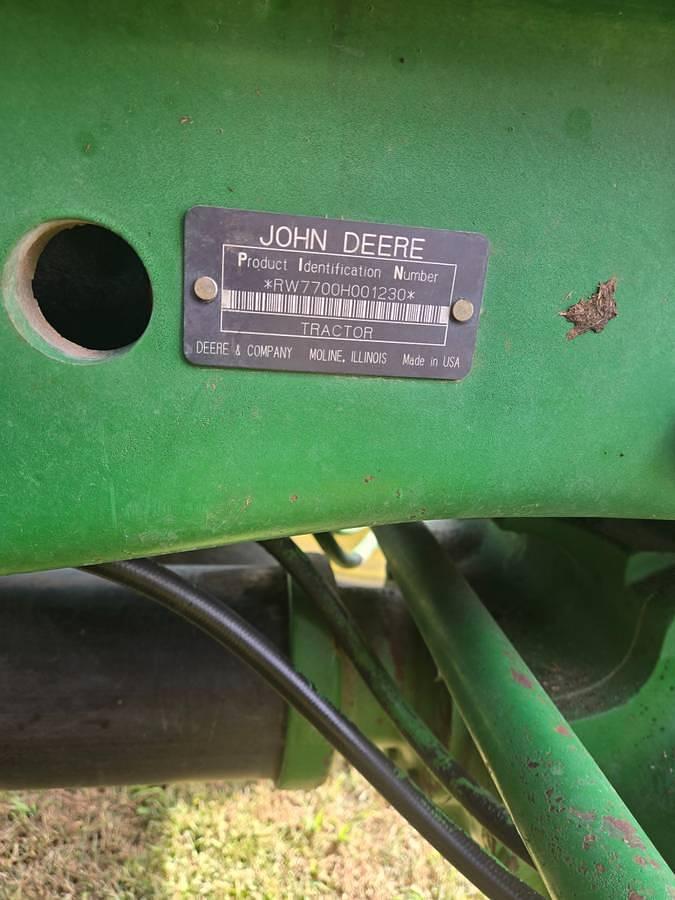 JOHN DEERE
Product Identification Number
*RW7700H001230*
TRACTOR
DEERE & COMPANY MOLINE, ILLINOIS Made in USA